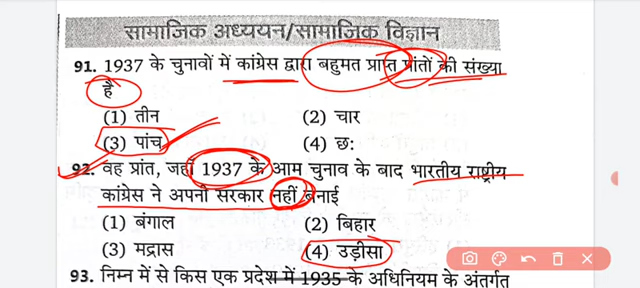 सामाजिक अध्ययन/सामाजिक विज्ञान
91. 1937 के चुनावों में कांग्रेस द्वारा बहुमत प्राप्ति प्रांतों की संख्या
है
(1) तीन (2) चार
(3) पांच (4) छः
92. वह प्रांत, जहाँ 1937 के आम चुनाव के बाद भारतीय राष्ट्रीय
कांग्रेस ने अपनी सरकार नहीं बनाई
(1) बंगाल (2) बिहार
(3) मद्रास (4) उड़ीसा
93. निम्न में से किस एक प्रदेश में 1935 के अधिनियम के अंतर्गत